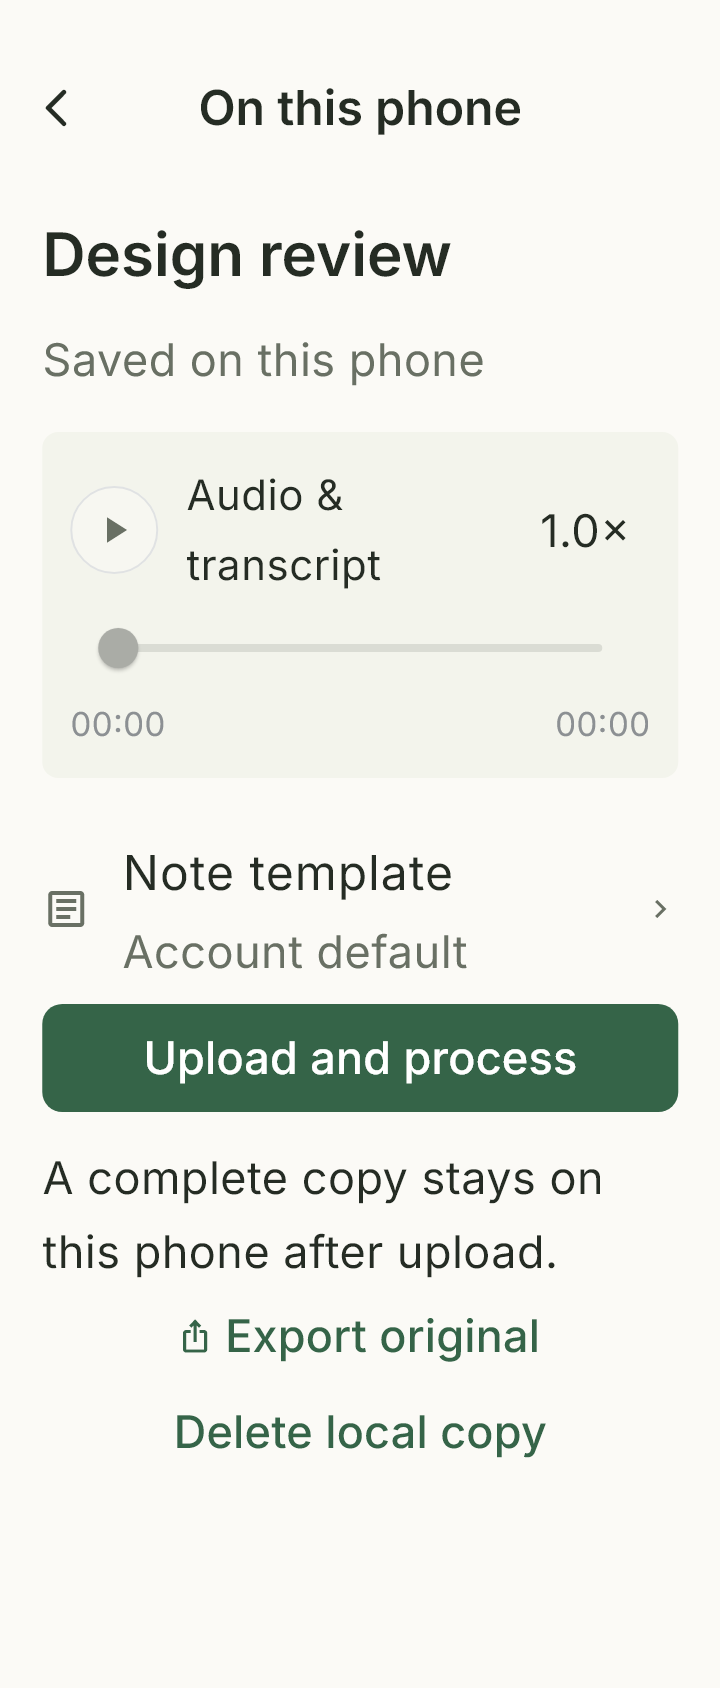 On this phone
Design review
Saved on this phone
Audio &
transcript
1.0×
00:00
00:00
Note template
Account default
Upload and process
A complete copy stays on
this phone after upload.
Export original
Delete local copy